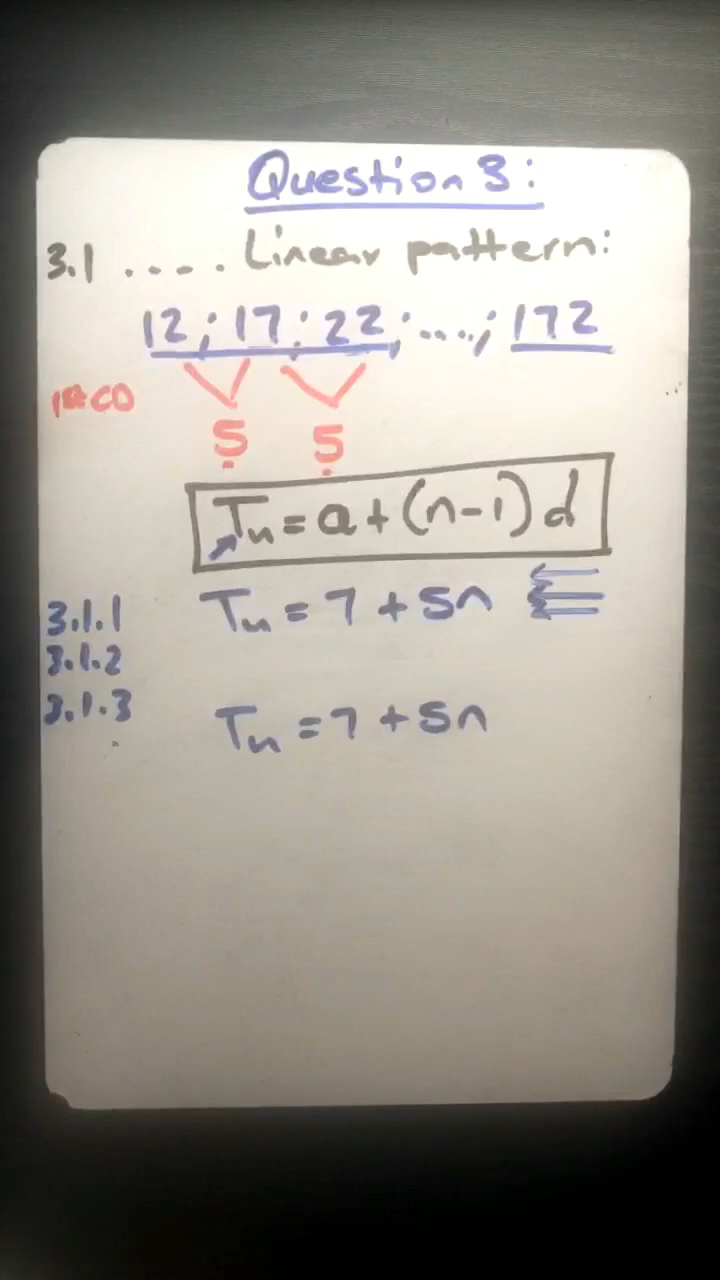 Question 3:
3.1 .... Linear pattern:
12; 17; 22; ...; 172
1st CD
5 5
Tn = a + (n-1) d
3.1.1 Tn = 7 + 5n
3.1.2
3.1.3 Tn = 7 + 5n